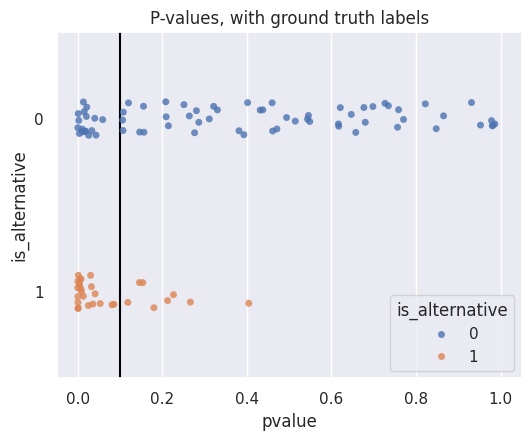 P-values, with ground truth labels
is_alternative
0
1
is_alternative
0
1
0.0 0.2 0.4 0.6 0.8 1.0
pvalue